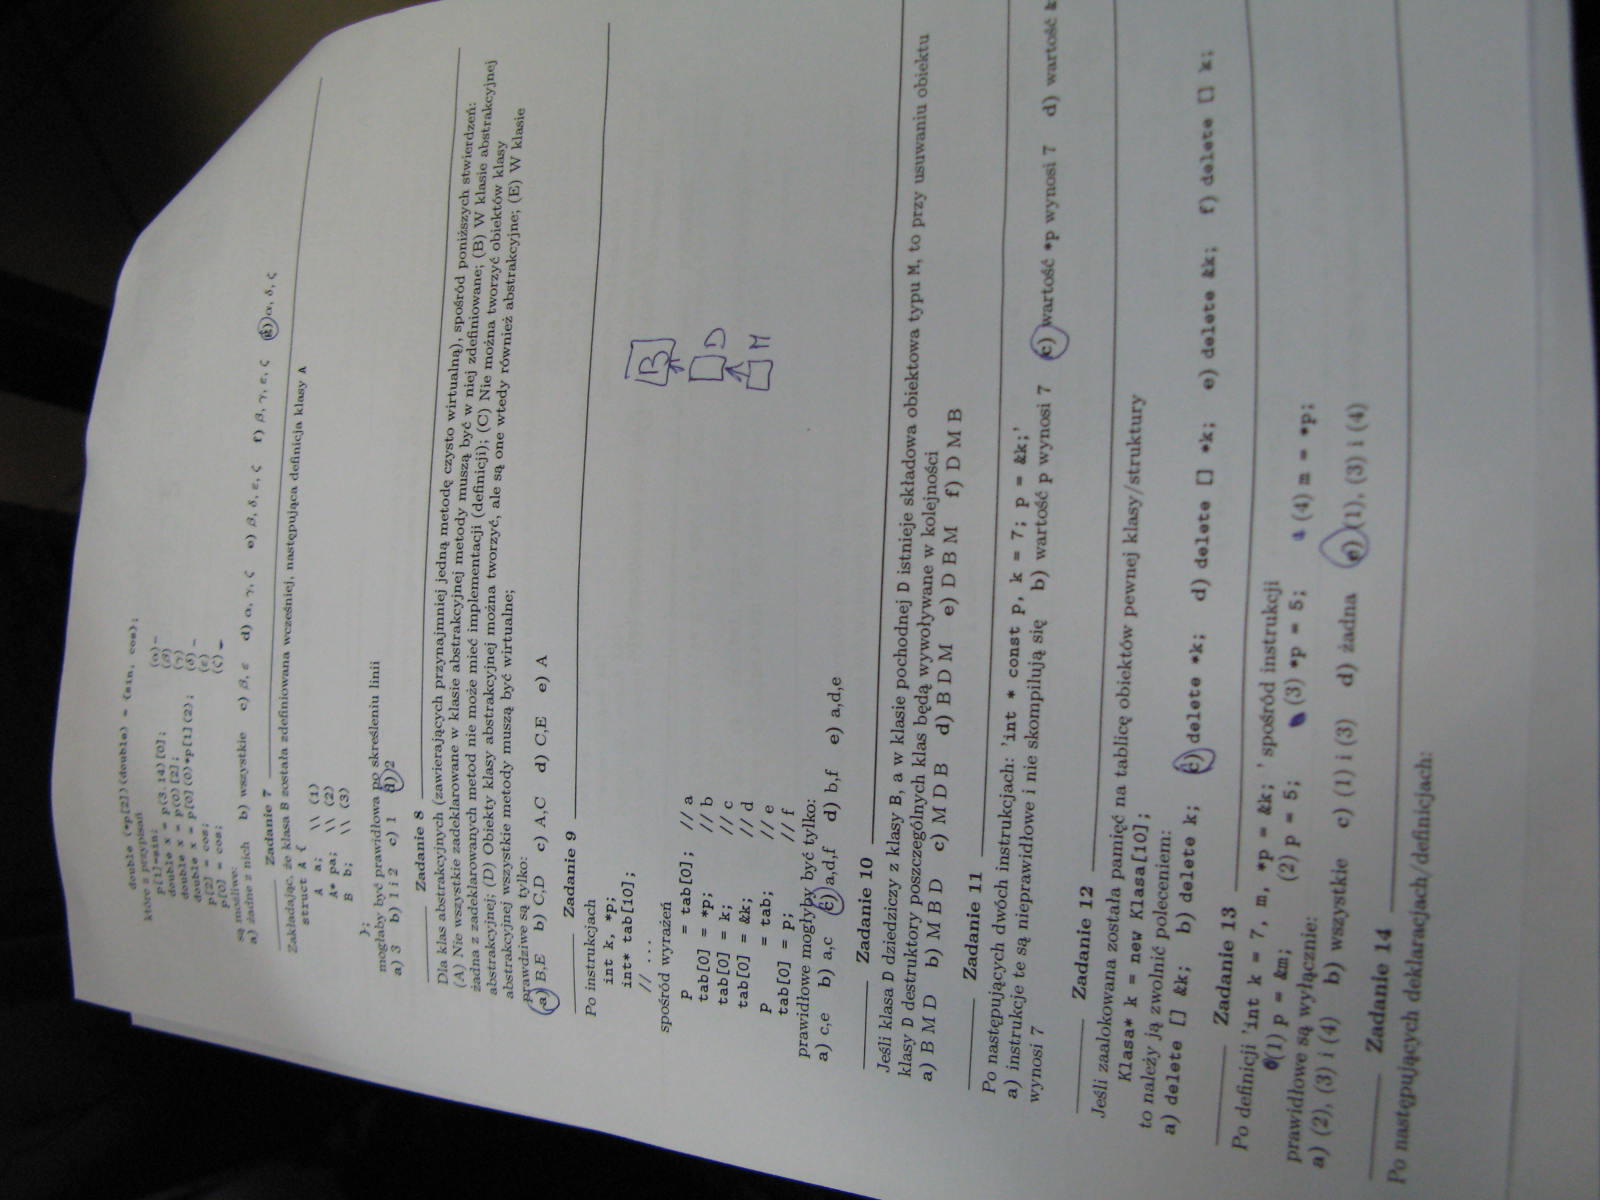 double (*p[2])(double) = {sin, cos};
które z przypisań
p[1]=sin; (α)
double x = p(3.14)[0]; (β)
double x = p(0)[2]; (γ)
double x = p[0](0)*p[1](2); (δ)
p[2] = cos; (ε)
p[0] = cos; (ζ)
są możliwe:
a) żadne z nich b) wszystkie c) β, ε d) α, γ, ζ e) β, δ, ε, ζ f) β, γ, ε, ζ g) α, δ, ζ
Zadanie 7
Zakładając, że klasa B została zdefiniowana wcześniej, następująca definicja klasy A
struct A {
A a; \\ (1)
A* pa; \\ (2)
B b; \\ (3)
};
mogłaby być prawidłowa po skreśleniu linii
a) 3 b) 1 i 2 c) 1 d) 2
Zadanie 8
Dla klas abstrakcyjnych (zawierających przynajmniej jedną metodę czysto wirtualną), spośród poniższych stwierdzeń:
(A) Nie wszystkie zadeklarowane w klasie abstrakcyjnej metody muszą być w niej zdefiniowane; (B) W klasie abstrakcyjnej
żadna z zadeklarowanych metod nie może mieć implementacji (definicji); (C) Nie można tworzyć obiektów klasy
abstrakcyjnej; (D) Obiekty klasy abstrakcyjnej można tworzyć, ale są one wtedy również abstrakcyjne; (E) W klasie
abstrakcyjnej wszystkie metody muszą być wirtualne;
prawdziwe są tylko:
a) B,E b) C,D c) A,C d) C,E e) A
Zadanie 9
Po instrukcjach
int k, *p;
int* tab[10];
// ...
spośród wyrażeń
p = tab[0]; // a
tab[0] = *p; // b
tab[0] = k; // c
tab[0] = &k; // d
p = tab; // e
tab[0] = p; // f
B
D
M
prawidłowe mogłyby być tylko:
a) c,e b) a,c c) a,d,f d) b,f e) a,d,e
Zadanie 10
Jeśli klasa D dziedziczy z klasy B, a w klasie pochodnej D istnieje składowa obiektowa typu M, to przy usuwaniu obiektu
klasy D destruktory poszczególnych klas będą wywoływane w kolejności
a) B M D b) M B D c) M D B d) B D M e) D B M f) D M B
Zadanie 11
Po następujących dwóch instrukcjach: 'int * const p, k = 7; p = &k;'
a) instrukcje te są nieprawidłowe i nie skompilują się b) wartość p wynosi 7 c) wartość *p wynosi 7 d) wartość &
wynosi 7
Zadanie 12
Jeśli zaalokowana została pamięć na tablicę obiektów pewnej klasy/struktury
Klasa* k = new Klasa[10];
to należy ją zwolnić poleceniem:
a) delete [] &k; b) delete k; c) delete *k; d) delete [] *k; e) delete &k; f) delete [] k;
Zadanie 13
Po definicji 'int k = 7, m, *p = &k; ' spośród instrukcji
(1) p = &m; (2) p = 5; (3) *p = 5; (4) m = *p;
prawidłowe są wyłącznie:
a) (2), (3) i (4) b) wszystkie c) (1) i (3) d) żadna e) (1), (3) i (4)
Zadanie 14
Po następujących deklaracjach/definicjach: